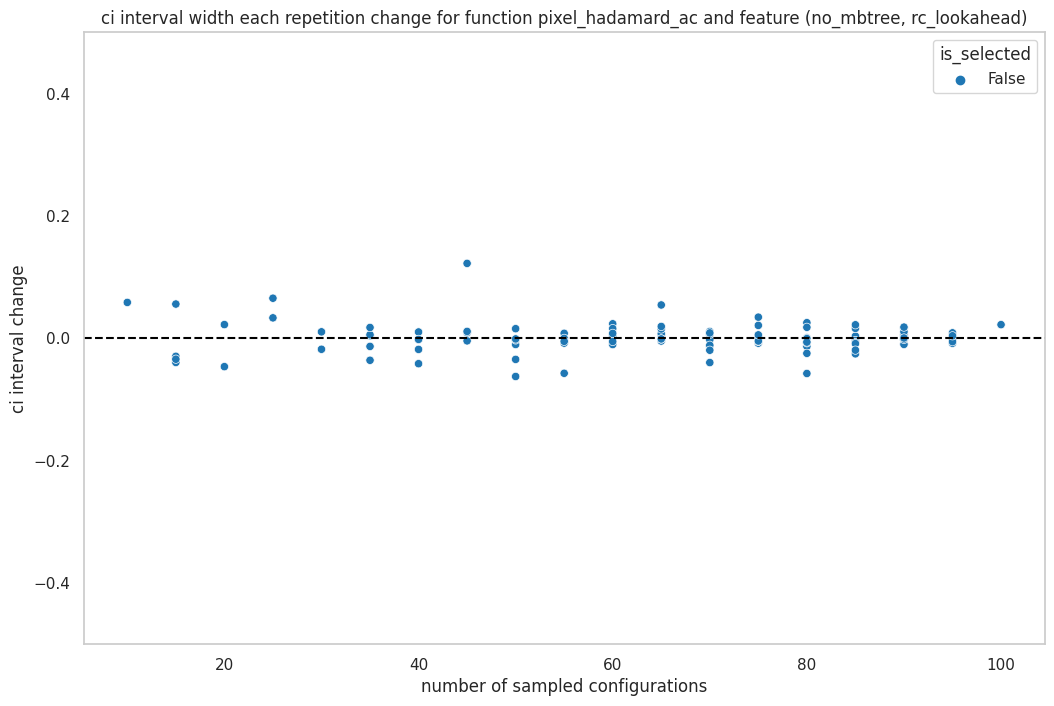 ci interval width each repetition change for function pixel_hadamard_ac and feature (no_mbtree, rc_lookahead)
is_selected
False
ci interval change
0.4
0.2
0.0
−0.2
−0.4
20
40
60
80
100
number of sampled configurations